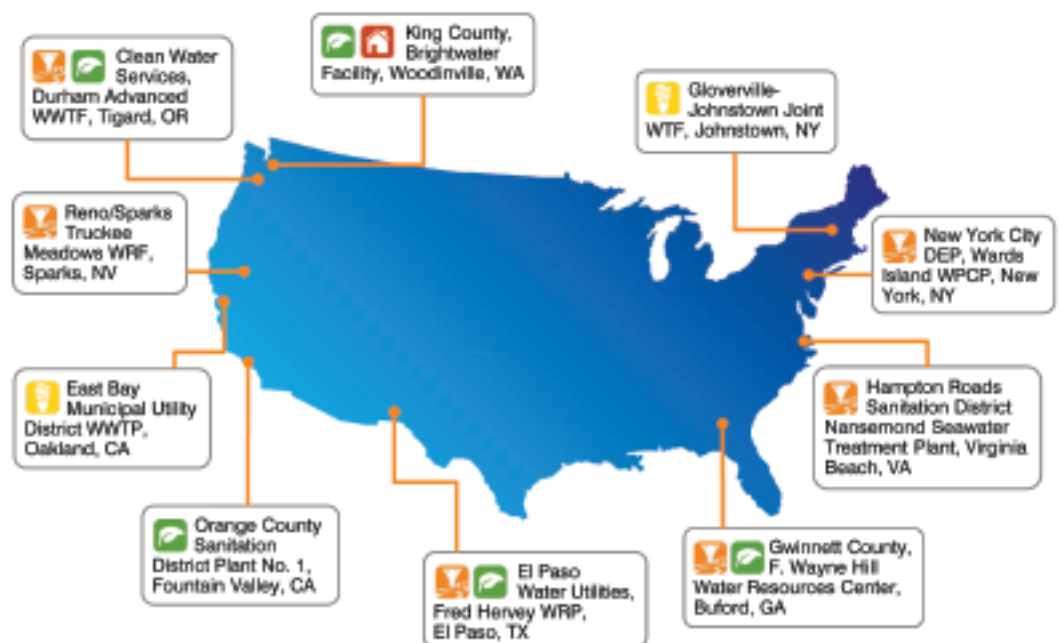 Clean Water
Services,
Durham Advanced
WWTF, Tigard, OR
King County,
Brightwater
Facility, Woodinville, WA
Gloverville-
Johnstown Joint
WTF, Johnstown, NY
Reno/Sparks
Truckee
Meadows WRF,
Sparks, NV
New York City
DEP, Wards
Island WPCP, New
York, NY
East Bay
Municipal Utility
District WWTP,
Oakland, CA
Hampton Roads
Sanitation District
Nansemond Seawater
Treatment Plant, Virginia
Beach, VA
Orange County
Sanitation
District Plant No. 1,
Fountain Valley, CA
El Paso
Water Utilities,
Fred Hervey WRP,
El Paso, TX
Gwinnett County,
F. Wayne Hill
Water Resources Center,
Buford, GA